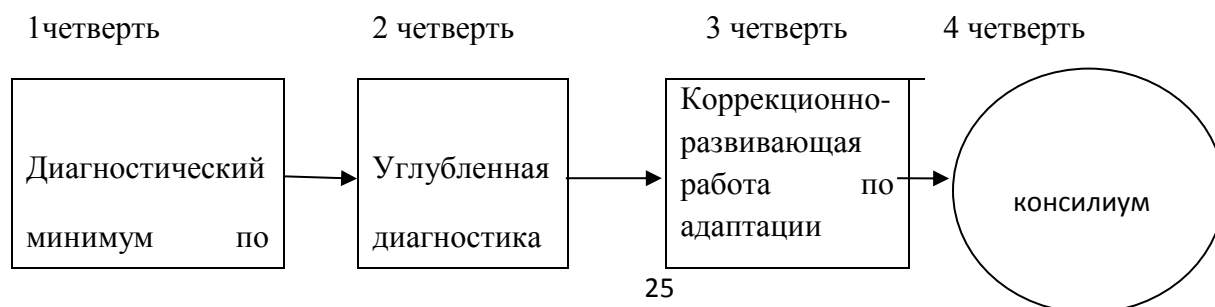 1четверть 2 четверть 3 четверть 4 четверть
Диагностический
минимум по
Углубленная
диагностика
Коррекционно-
развивающая
работа по
адаптации
консилиум
25